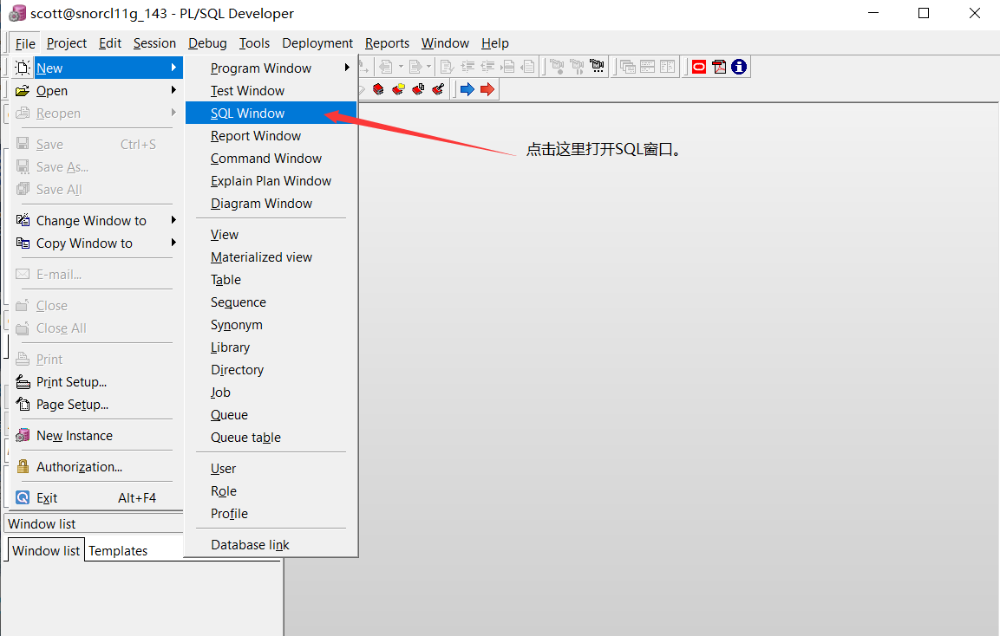 scott@snorcl11g_143 - PL/SQL Developer
File Project Edit Session Debug Tools Deployment Reports Window Help
New
Open
Reopen
Save Ctrl+S
Save As...
Save All
Change Window to
Copy Window to
E-mail...
Close
Close All
Print
Print Setup...
Page Setup...
New Instance
Authorization...
Exit Alt+F4
Program Window
Test Window
SQL Window
Report Window
Command Window
Explain Plan Window
Diagram Window
View
Materialized view
Table
Sequence
Synonym
Library
Directory
Job
Queue
Queue table
User
Role
Profile
Database link
点击这里打开SQL窗口。
Window list
Window list Templates